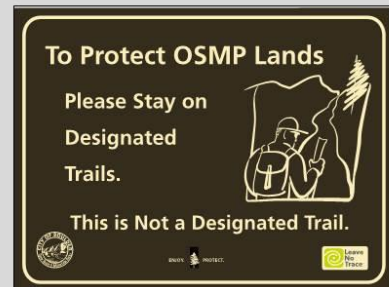 To Protect OSMP Lands
Please Stay on
Designated
Trails.
This is Not a Designated Trail.
ENJOY. PROTECT.
Leave
No
Trace